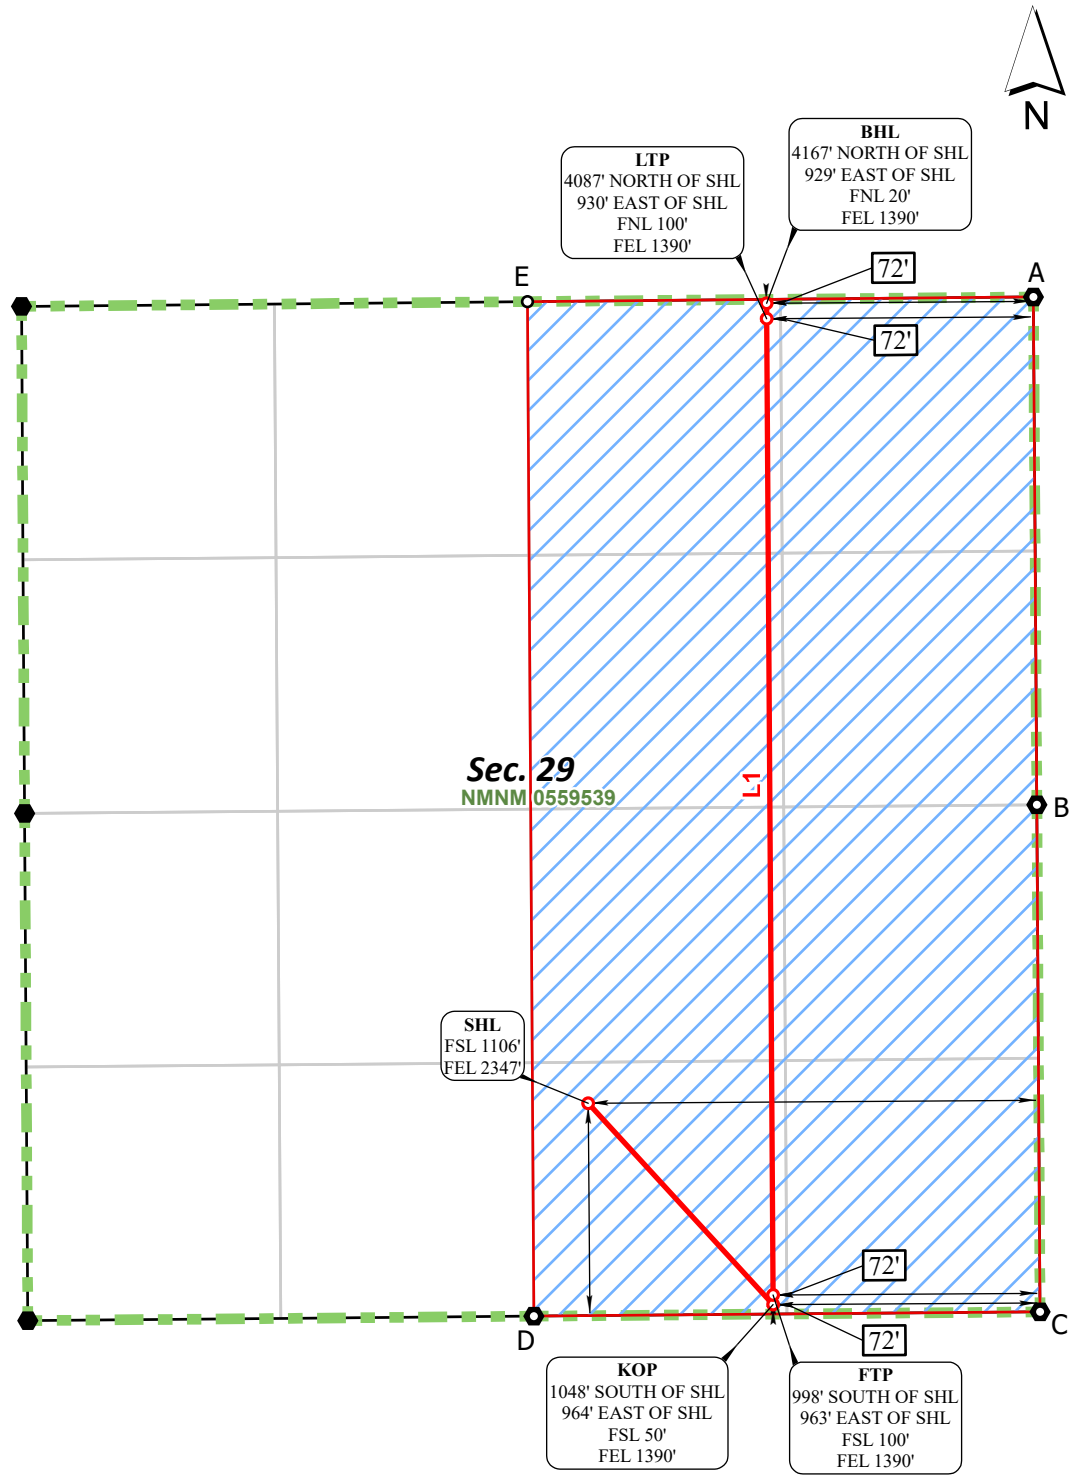 N
BHL
4167' NORTH OF SHL
929' EAST OF SHL
FNL 20'
FEL 1390'
LTP
4087' NORTH OF SHL
930' EAST OF SHL
FNL 100'
FEL 1390'
72'
E
A
72'
L1
Sec. 29
NMNM 0559539
B
SHL
FSL 1106'
FEL 2347'
72'
D
C
72'
KOP
1048' SOUTH OF SHL
964' EAST OF SHL
FSL 50'
FEL 1390'
FTP
998' SOUTH OF SHL
963' EAST OF SHL
FSL 100'
FEL 1390'